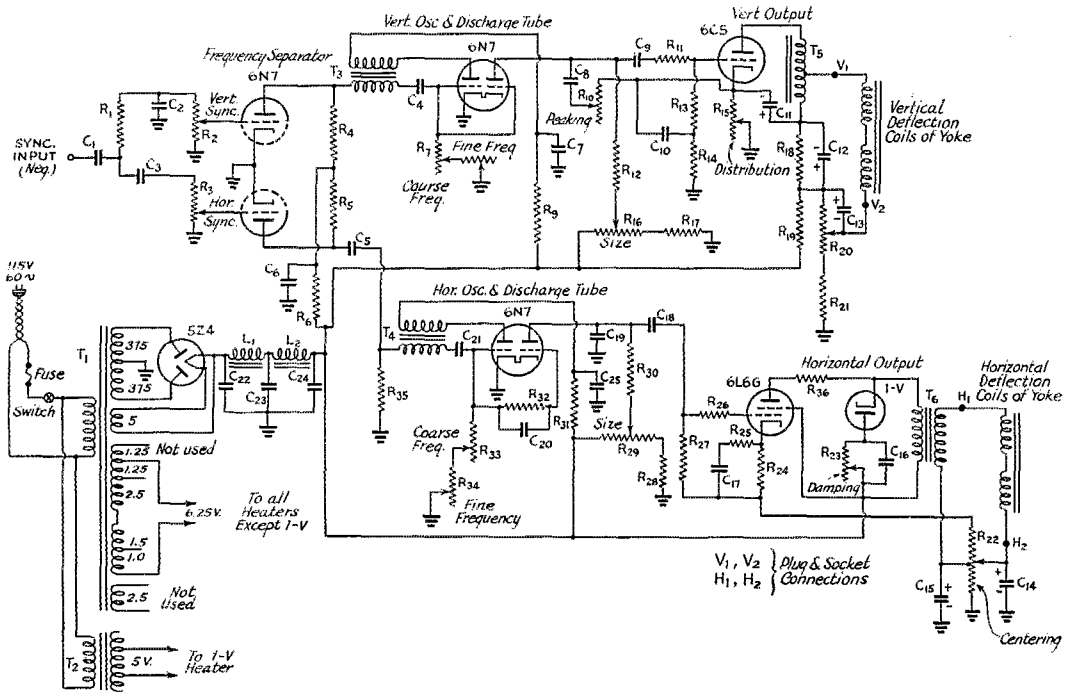 Vert. Osc & Discharge Tube
Vert Output
Frequency Separator
6N7
6N7
6C5
T3
T5
V1
C4
C8
C9
R11
R10
Peaking
R13
R15
C11
R1
C2
Vert.
Sync.
R2
R4
R7
Fine Freq
C7
Vertical
Deflection
Coils of Yoke
SYNC.
INPUT
(Neg.)
C1
C3
Coarse
Freq.
R12
C10
R14
Distribution
R18
C12
R3
Hor.
Sync.
R5
R9
R16
Size
R17
V2
C13
R19
R20
C5
C6
R6
R21
115V
60~
Hor. Osc. & Discharge Tube
6N7
C18
T4
C21
C19
T1
375
375
5Z4
L1
L2
Fuse
Switch
C22
C23
C24
R35
C25
R30
Horizontal Output
6L6G
R36
1-V
T6
H1
Horizontal
Deflection
Coils of Yoke
5
R32
R31
C20
R26
Size
R29
R27
R25
R23
C16
Coarse
Freq.
R33
R28
C17
R24
Damping
1.25
1.25
2.5
Not used
R34
Fine
Frequency
6.25V.
To all
Heaters
Except 1-V
1.5
1.0
R22
H2
V1, V2
H1, H2
Plug & Socket
Connections
C15
C14
2.5
Not
Used
Centering
T2
5V.
To 1-V
Heater